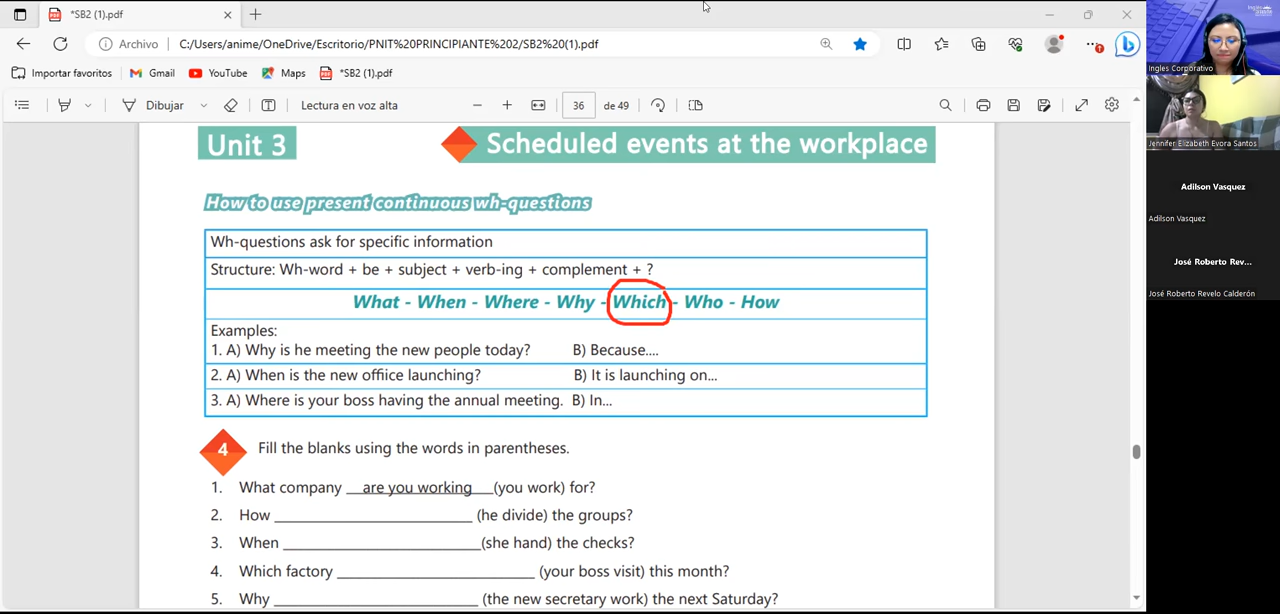 *SB2 (1).pdf
Archivo C:/Users/anime/OneDrive/Escritorio/PNIT%20PRINCIPIANTE%202/SB2%20(1).pdf
Importar favoritos Gmail YouTube Maps *SB2 (1).pdf
Dibujar Lectura en voz alta 36 de 49
Unit 3 Scheduled events at the workplace
How to use present continuous wh-questions
Wh-questions ask for specific information
Structure: Wh-word + be + subject + verb-ing + complement + ?
What - When - Where - Why - Which - Who - How
Examples:
1. A) Why is he meeting the new people today? B) Because....
2. A) When is the new office launching? B) It is launching on...
3. A) Where is your boss having the annual meeting. B) In...
4 Fill the blanks using the words in parentheses.
1. What company __are you working___(you work) for?
2. How ________________________ (he divide) the groups?
3. When ________________________(she hand) the checks?
4. Which factory ________________________ (your boss visit) this month?
5. Why ________________________ (the new secretary work) the next Saturday?
Ingles Corporativo
Jennifer Elizabeth Evora Santos
Adilson Vasquez
Adilson Vasquez
José Roberto Rev...
José Roberto Revelo Calderón